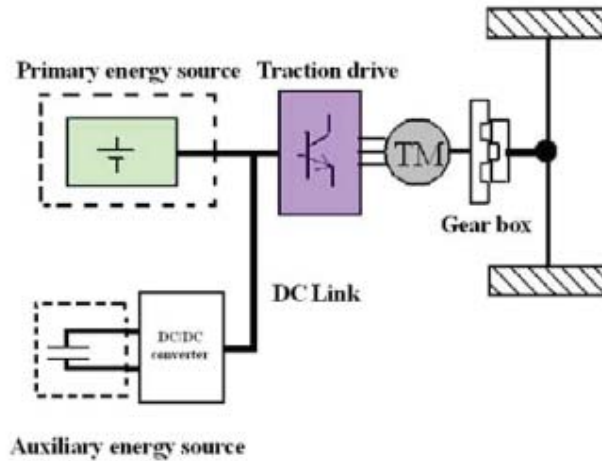 Primary energy source
Traction drive
TM
Gear box
DC Link
DC/DC
converter
Auxiliary energy source